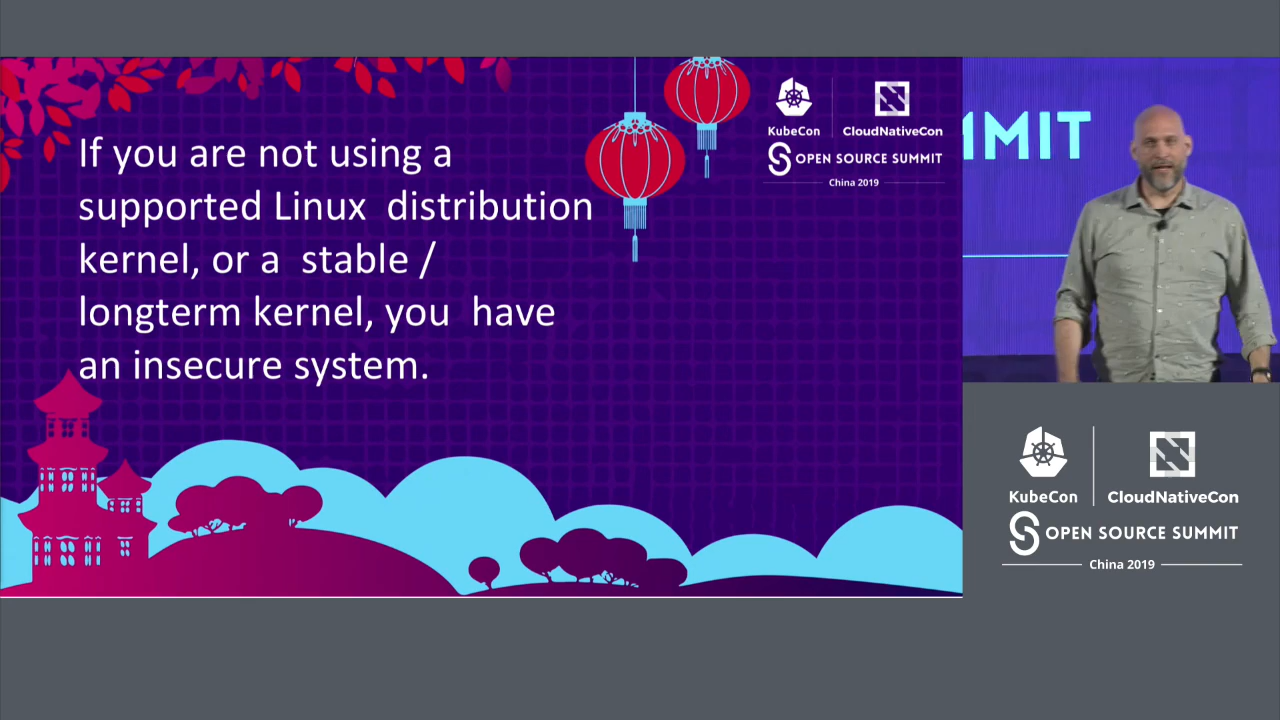 If you are not using a
supported Linux  distribution
kernel, or a  stable /
longterm kernel, you  have
an insecure system.
KubeCon
CloudNativeCon
OPEN SOURCE SUMMIT
China 2019
MMIT
KubeCon
CloudNativeCon
OPEN SOURCE SUMMIT
China 2019